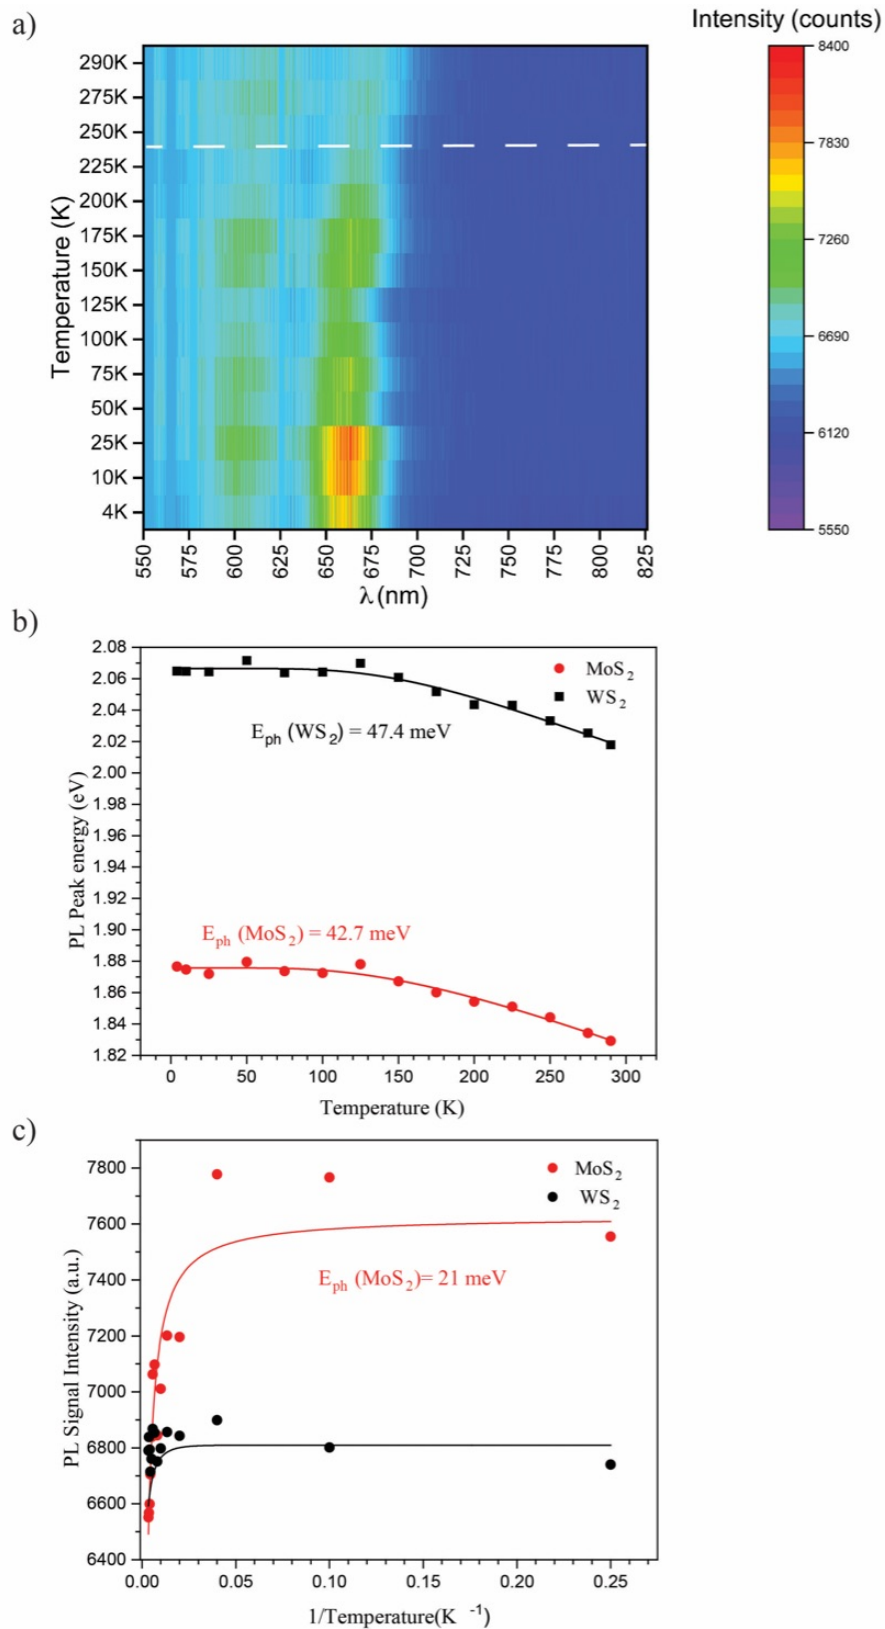 a)
Intensity (counts)
290K
275K
250K
225K
200K
175K
150K
125K
100K
75K
50K
25K
10K
4K
Temperature (K)
550
575
600
625
650
675
700
725
750
775
800
825
λ (nm)
8400
7830
7260
6690
6120
5550
b)
2.08
2.06
2.04
2.02
2.00
1.98
1.96
1.94
1.92
1.90
1.88
1.86
1.84
1.82
PL Peak energy (eV)
MoS₂
WS₂
E_ph (WS₂) = 47.4 meV
E_ph (MoS₂) = 42.7 meV
0
50
100
150
200
250
300
Temperature (K)
c)
7800
7600
7400
7200
7000
6800
6600
6400
PL Signal Intensity (a.u.)
MoS₂
WS₂
E_ph (MoS₂)= 21 meV
0.00
0.05
0.10
0.15
0.20
0.25
1/Temperature(K ⁻¹)